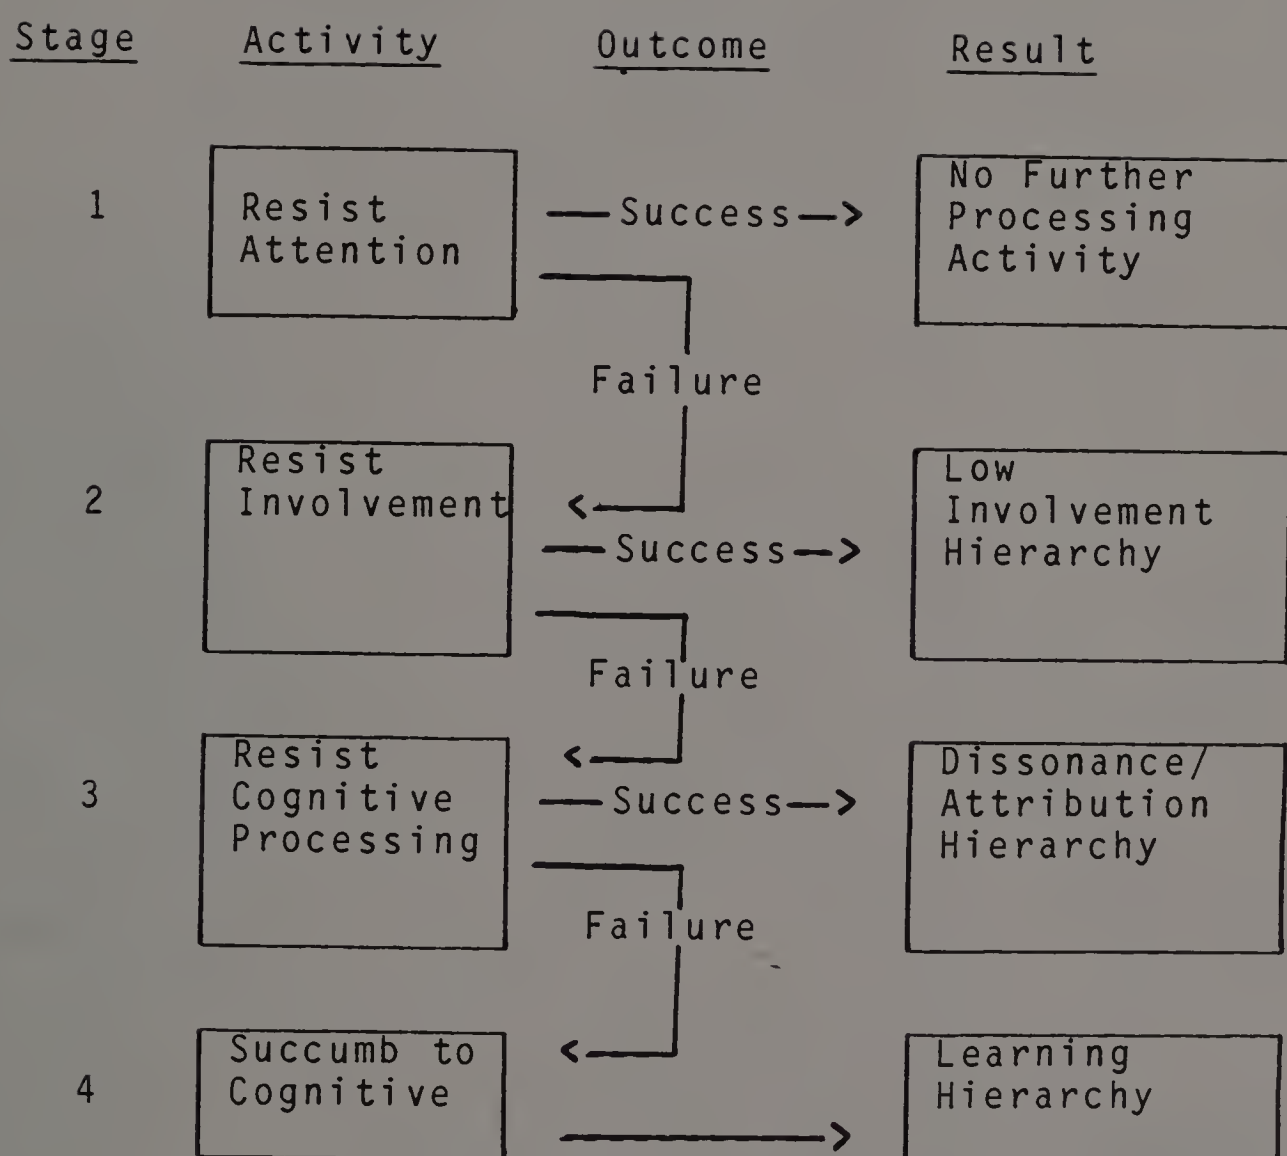 Stage Activity Outcome Result
1
Resist
Attention
Success
No Further
Processing
Activity
Failure
2
Resist
Involvement
Success
Low
Involvement
Hierarchy
Failure
3
Resist
Cognitive
Processing
Success
Dissonance/
Attribution
Hierarchy
Failure
4
Succumb to
Cognitive
Learning
Hierarchy